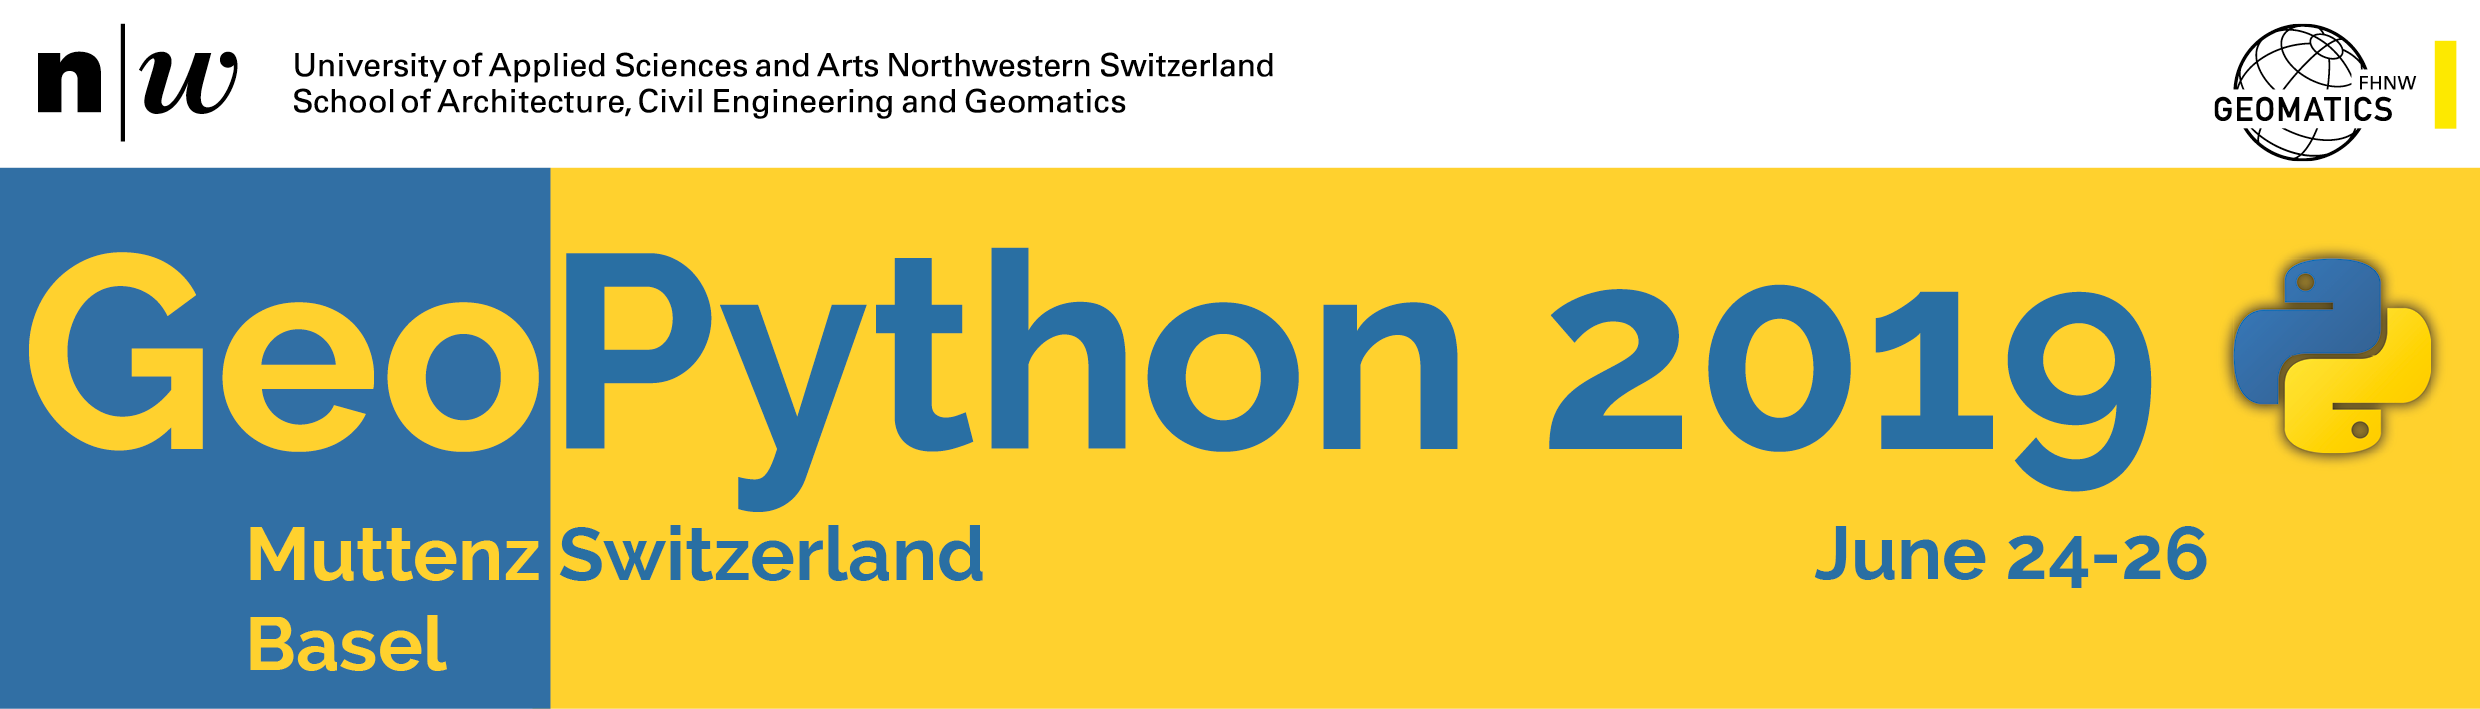 n|w
University of Applied Sciences and Arts Northwestern Switzerland
School of Architecture, Civil Engineering and Geomatics
FHNW
GEOMATICS
GeoPython 2019
Muttenz Switzerland
June 24-26
Basel